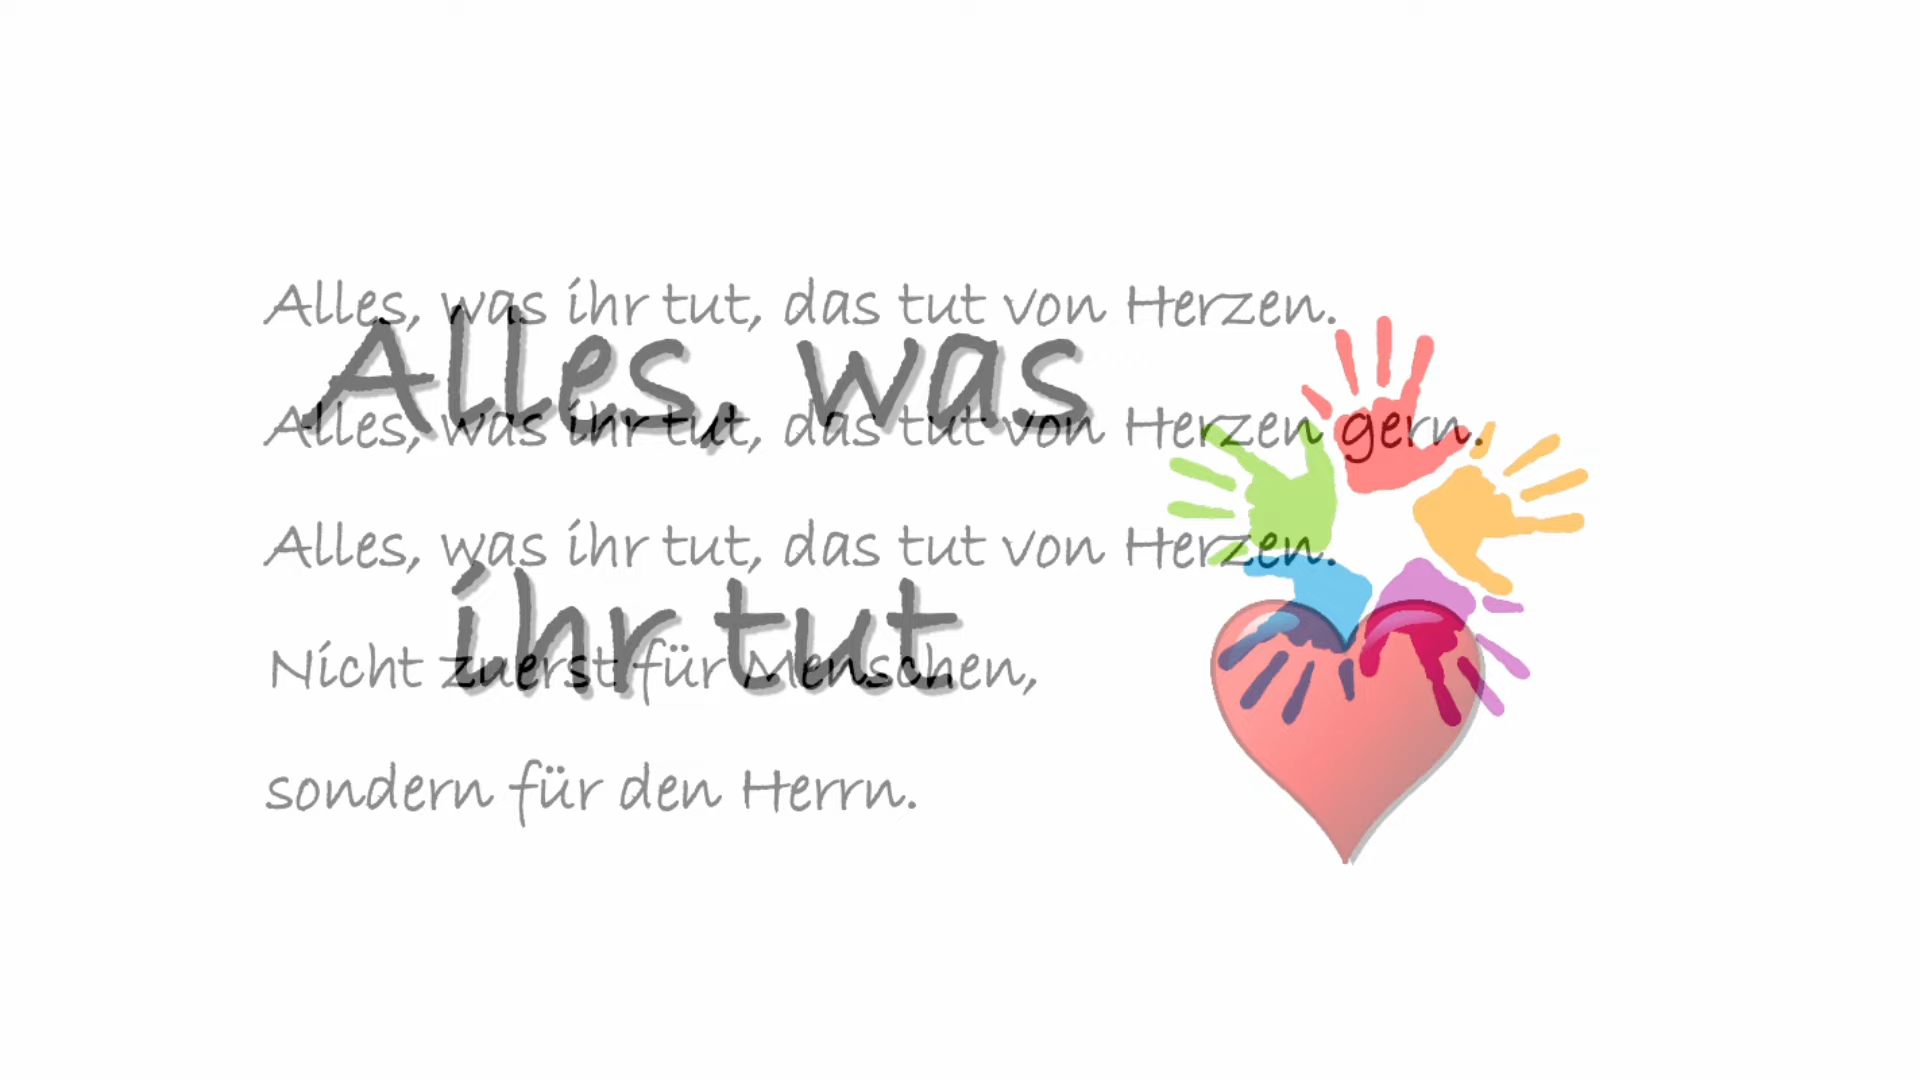 Alles, was ihr tut, das tut von Herzen.
Alles, was
Alles, was ihr tut, das tut von Herzen gern.
Alles, was ihr tut, das tut von Herzen.
ihr tut
Nicht zuerst für Menschen,
sondern für den Herrn.